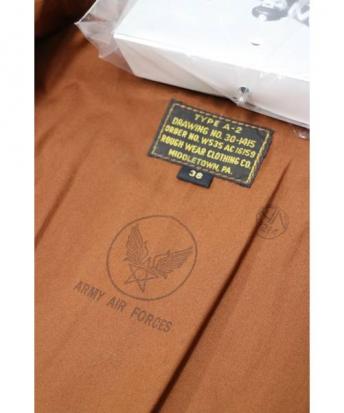 TYPE A-2
DRAWING NO. 30-1415
ORDER NO. W535 AC 16159
ROUGH WEAR CLOTHING CO.
MIDDLETOWN, PA.
38
ARMY AIR FORCES